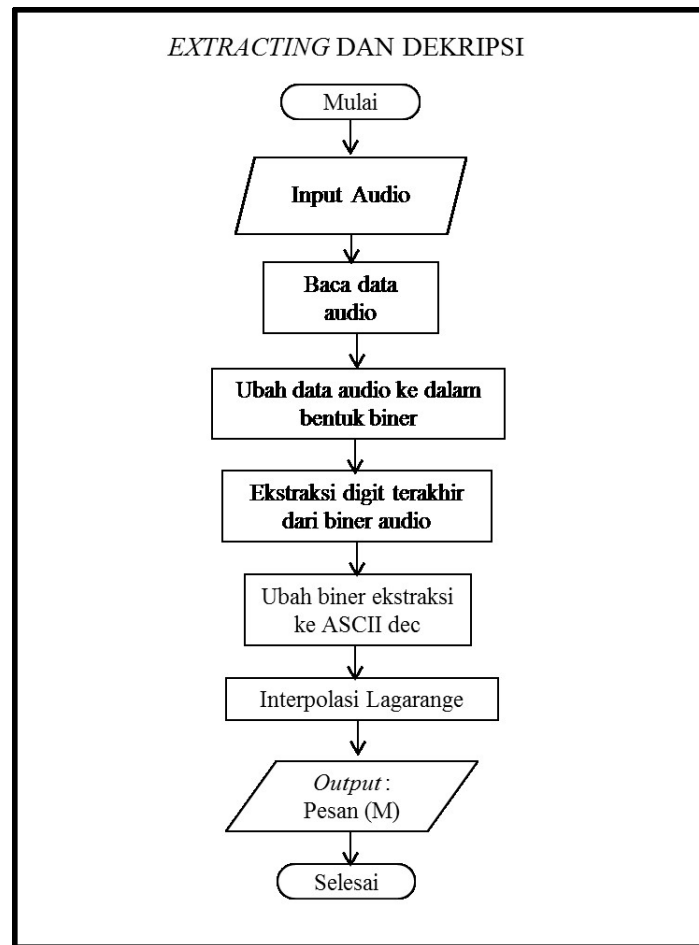 EXTRACTING DAN DEKRIPSI
Mulai
Input Audio
Baca data
audio
Ubah data audio ke dalam
bentuk biner
Ekstraksi digit terakhir
dari biner audio
Ubah biner ekstraksi
ke ASCII dec
Interpolasi Lagarange
Output :
Pesan (M)
Selesai